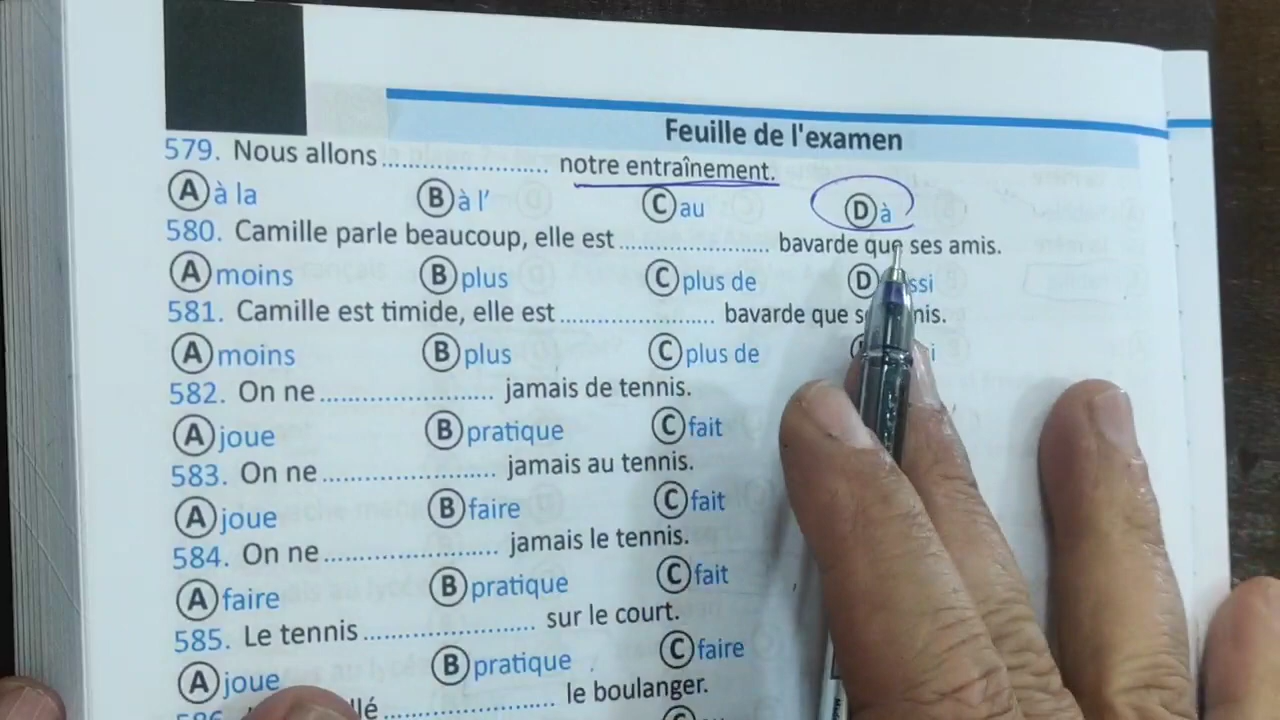 Feuille de l'examen
579. Nous allons ........................... notre entraînement.
A à la B à l' C au D à
580. Camille parle beaucoup, elle est ........................ bavarde que ses amis.
A moins B plus C plus de D ssi
581. Camille est timide, elle est ........................ bavarde que s nis.
A moins B plus C plus de i
582. On ne ........................... jamais de tennis.
A joue B pratique C fait
583. On ne ........................... jamais au tennis.
A joue B faire C fait
584. On ne ........................... jamais le tennis.
A faire B pratique C fait
585. Le tennis ........................... sur le court.
A joue B pratique C faire
llé ........................... le boulanger.